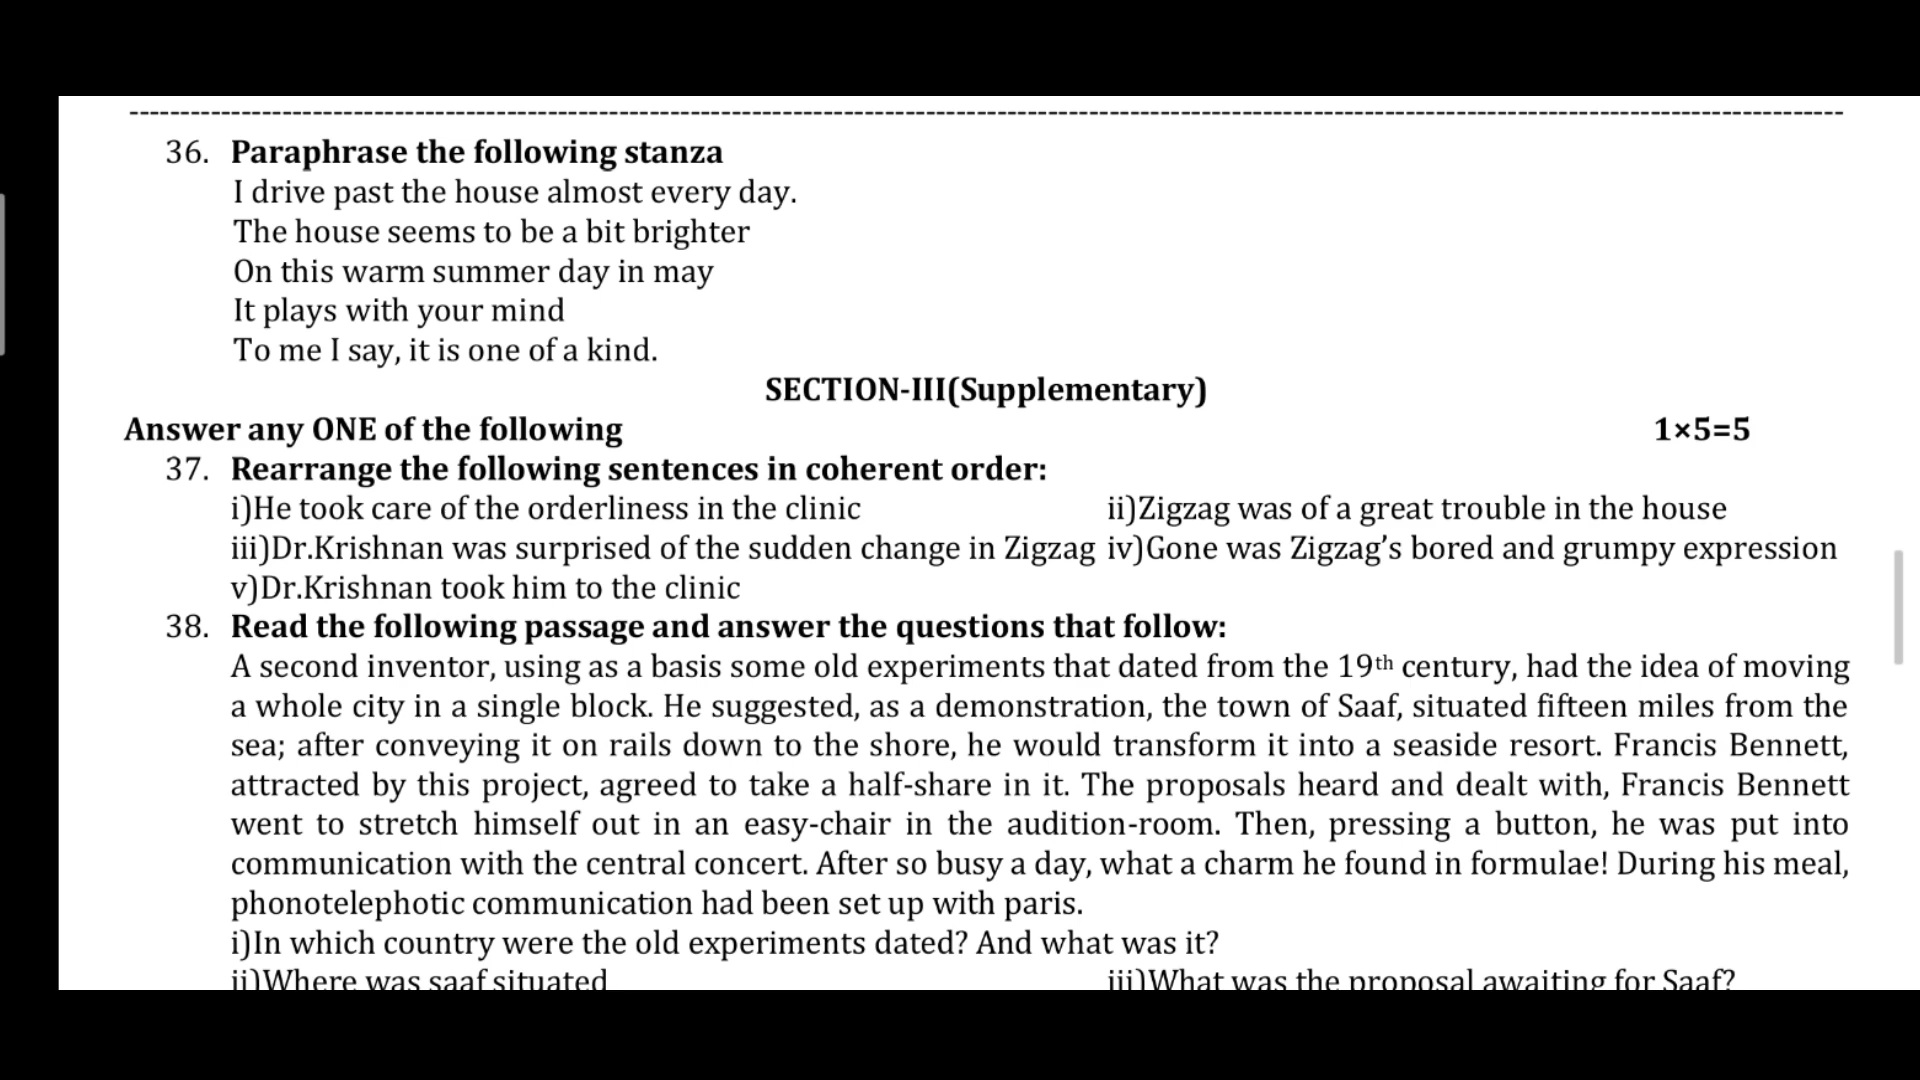 36. Paraphrase the following stanza
I drive past the house almost every day.
The house seems to be a bit brighter
On this warm summer day in may
It plays with your mind
To me I say, it is one of a kind.
SECTION-III(Supplementary)
Answer any ONE of the following 1×5=5
37. Rearrange the following sentences in coherent order:
i)He took care of the orderliness in the clinic ii)Zigzag was of a great trouble in the house
iii)Dr.Krishnan was surprised of the sudden change in Zigzag iv)Gone was Zigzag’s bored and grumpy expression
v)Dr.Krishnan took him to the clinic
38. Read the following passage and answer the questions that follow:
A second inventor, using as a basis some old experiments that dated from the 19th century, had the idea of moving
a whole city in a single block. He suggested, as a demonstration, the town of Saaf, situated fifteen miles from the
sea; after conveying it on rails down to the shore, he would transform it into a seaside resort. Francis Bennett,
attracted by this project, agreed to take a half-share in it. The proposals heard and dealt with, Francis Bennett
went to stretch himself out in an easy-chair in the audition-room. Then, pressing a button, he was put into
communication with the central concert. After so busy a day, what a charm he found in formulae! During his meal,
phonotelephotic communication had been set up with paris.
i)In which country were the old experiments dated? And what was it?
ii)Where was saaf situated iii)What was the proposal awaiting for Saaf?